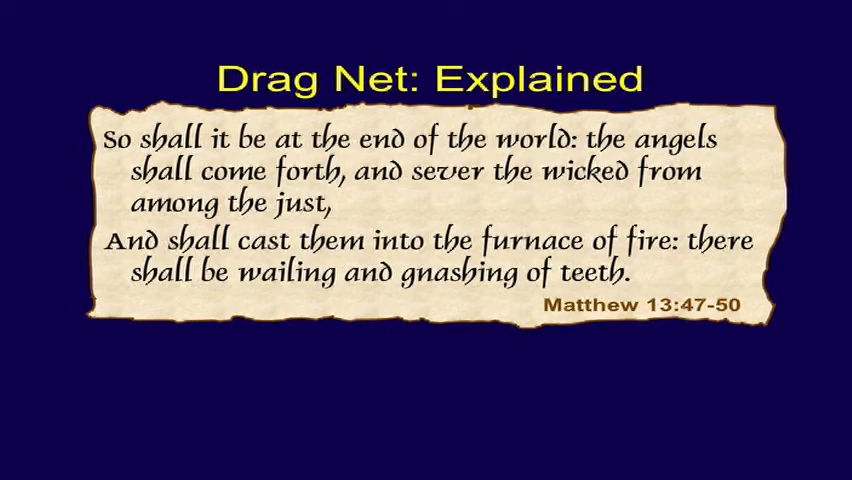 Drag Net: Explained
So shall it be at the end of the world: the angels
shall come forth, and sever the wicked from
among the just,
And shall cast them into the furnace of fire: there
shall be wailing and gnashing of teeth.
Matthew 13:47-50